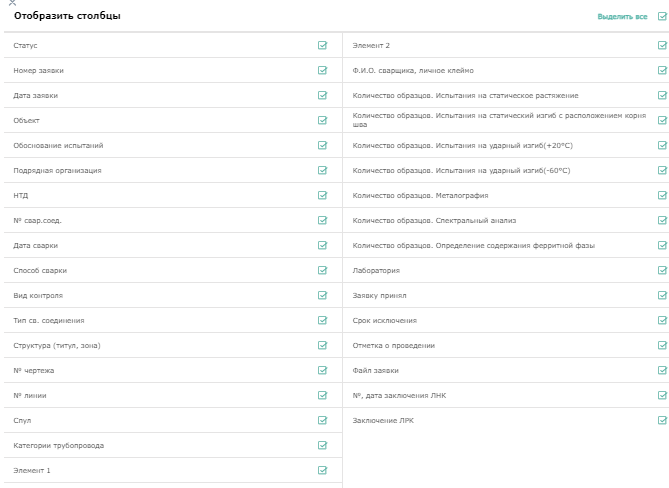 Отобразить столбцы
Выделить все
Статус
Номер заявки
Дата заявки
Объект
Обоснование испытаний
Подрядная организация
НТД
№ свар.соед.
Дата сварки
Способ сварки
Вид контроля
Тип св. соединения
Структура (титул, зона)
№ чертежа
№ линии
Спул
Категории трубопровода
Элемент 1
Элемент 2
Ф.И.О. сварщика, личное клеймо
Количество образцов. Испытания на статическое растяжение
Количество образцов. Испытания на статический изгиб с расположением корня
шва
Количество образцов. Испытания на ударный изгиб(+20°С)
Количество образцов. Испытания на ударный изгиб(-60°С)
Количество образцов. Металография
Количество образцов. Спектральный анализ
Количество образцов. Определение содержания ферритной фазы
Лаборатория
Заявку принял
Срок исключения
Отметка о проведении
Файл заявки
№, дата заключения ЛНК
Заключение ЛРК